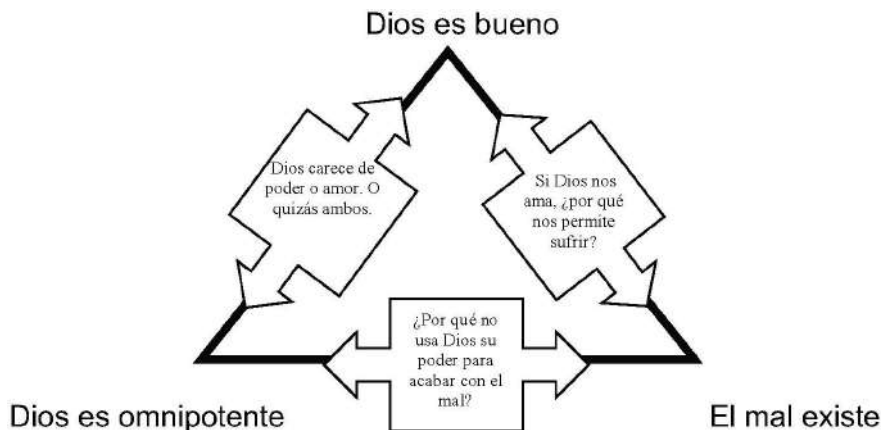 Dios es bueno
Dios carece de
poder o amor. O
quizás ambos.
Si Dios nos
ama, ¿por qué
nos permite
sufrir?
¿Por qué no
usa Dios su
poder para
acabar con el
mal?
Dios es omnipotente
El mal existe